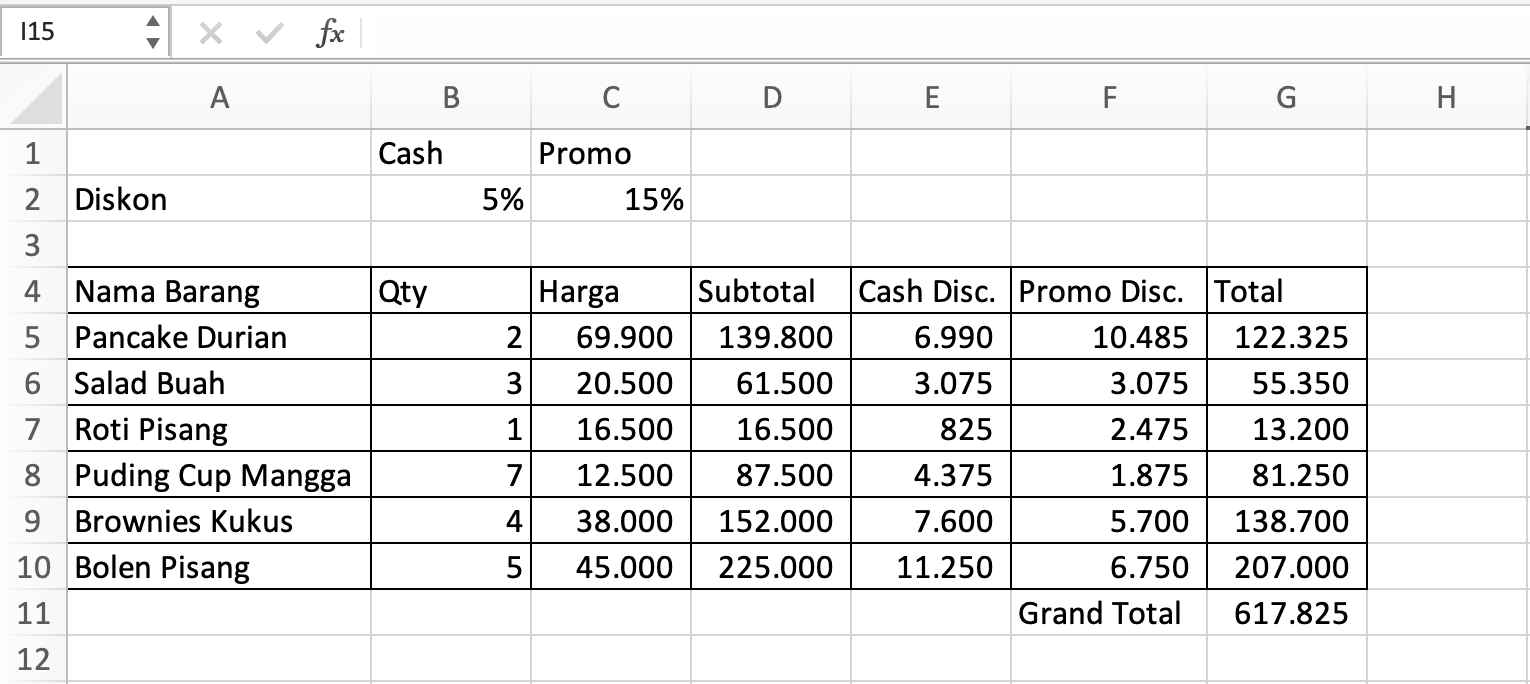 I15 fx
A B C D E F G H
1 Cash Promo
2 Diskon 5% 15%
3
4 Nama Barang Qty Harga Subtotal Cash Disc. Promo Disc. Total
5 Pancake Durian 2 69.900 139.800 6.990 10.485 122.325
6 Salad Buah 3 20.500 61.500 3.075 3.075 55.350
7 Roti Pisang 1 16.500 16.500 825 2.475 13.200
8 Puding Cup Mangga 7 12.500 87.500 4.375 1.875 81.250
9 Brownies Kukus 4 38.000 152.000 7.600 5.700 138.700
10 Bolen Pisang 5 45.000 225.000 11.250 6.750 207.000
11 Grand Total 617.825
12